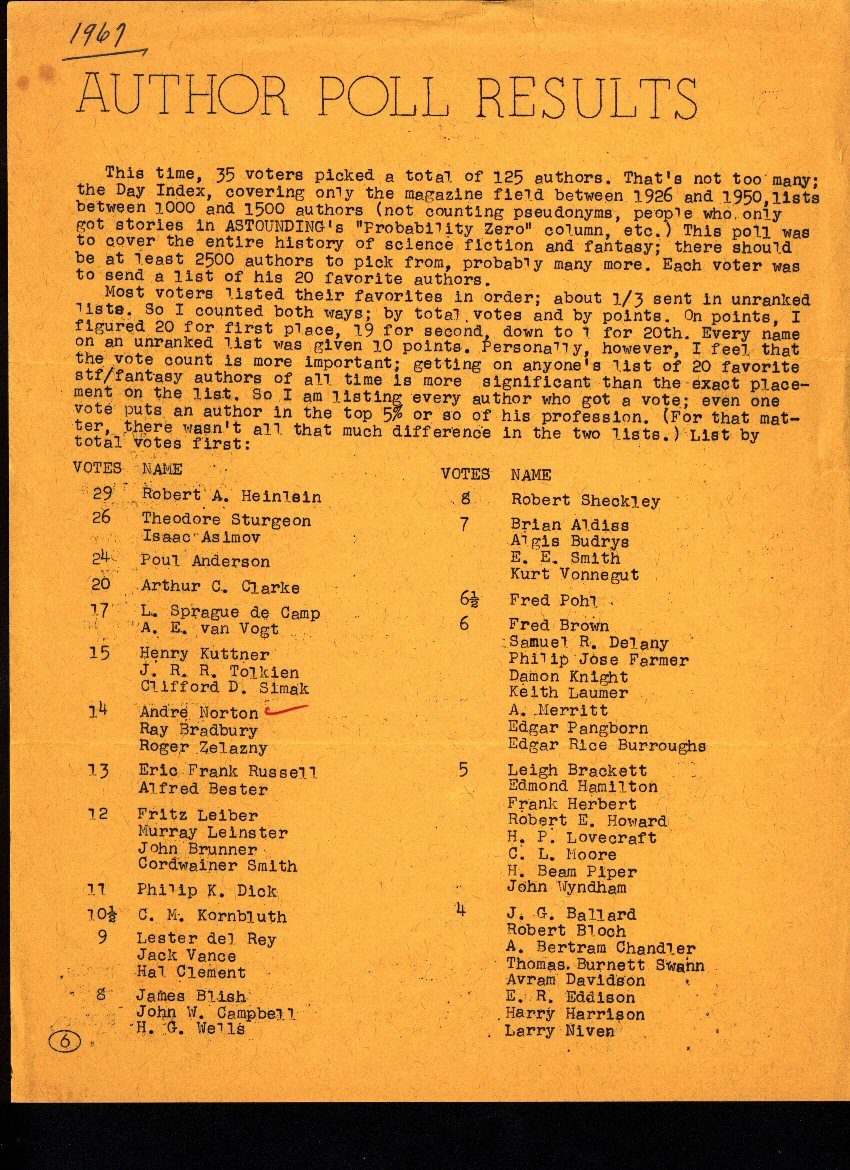 1967
AUTHOR POLL RESULTS
This time, 35 voters picked a total of 125 authors. That's not too many;
the Day Index, covering only the magazine field between 1926 and 1950, lists
between 1000 and 1500 authors (not counting pseudonyms, people who only
got stories in ASTOUNDING's "Probability Zero" column, etc.) This poll was
to cover the entire history of science fiction and fantasy; there should
be at least 2500 authors to pick from, probably many more. Each voter was
to send a list of his 20 favorite authors.
Most voters listed their favorites in order; about 1/3 sent in unranked
lists. So I counted both ways; by total votes and by points. On points, I
figured 20 for first place, 19 for second, down to 1 for 20th. Every name
on an unranked list was given 10 points. Personally, however, I feel that
the vote count is more important; getting on anyone's list of 20 favorite
stf/fantasy authors of all time is more significant than the exact place-
ment on the list. So I am listing every author who got a vote; even one
vote puts an author in the top 5% or so of his profession. (For that mat-
ter, there wasn't all that much difference in the two lists.) List by
total votes first:
VOTES NAME
29 Robert A. Heinlein
26 Theodore Sturgeon
Isaac Asimov
24 Poul Anderson
20 Arthur C. Clarke
17 L. Sprague de Camp
A. E. van Vogt
15 Henry Kuttner
J. R. R. Tolkien
Clifford D. Simak
14 Andre Norton
Ray Bradbury
Roger Zelazny
13 Eric Frank Russell
Alfred Bester
12 Fritz Leiber
Murray Leinster
John Brunner
Cordwainer Smith
11 Philip K. Dick
10½ C. M. Kornbluth
9 Lester del Rey
Jack Vance
Hal Clement
8 James Blish
John W. Campbell
H. G. Wells
VOTES NAME
8 Robert Sheckley
7 Brian Aldiss
Algis Budrys
E. E. Smith
Kurt Vonnegut
6½ Fred Pohl
6 Fred Brown
Samuel R. Delany
Philip Jose Farmer
Damon Knight
Keith Laumer
A. Merritt
Edgar Pangborn
Edgar Rice Burroughs
5 Leigh Brackett
Edmond Hamilton
Frank Herbert
Robert E. Howard
H. P. Lovecraft
C. L. Moore
H. Beam Piper
John Wyndham
4 J. G. Ballard
Robert Bloch
A. Bertram Chandler
Thomas Burnett Swann
Avram Davidson
E. R. Eddison
Harry Harrison
Larry Niven
6